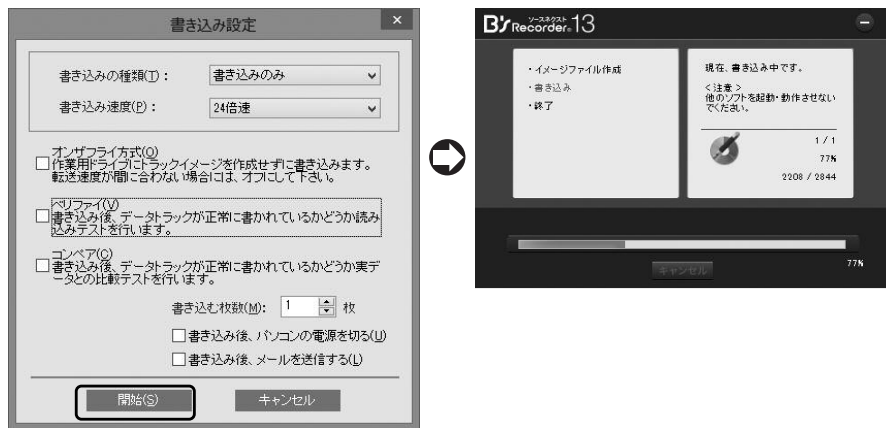 書き込み設定
×
書き込みの種類(T)：
書き込みのみ
書き込み速度(P)：
24倍速
オンザフライ方式(O)
作業用ドライブにトラックイメージを作成せずに書き込みます。
転送速度が間に合わない場合には、オフにして下さい。
ベリファイ(V)
書き込み後、データトラックが正常に書かれているかどうか読み
込みテストを行います。
コンペア(C)
書き込み後、データトラックが正常に書かれているかどうか実デ
ータとの比較テストを行います。
書き込む枚数(M): 1 枚
書き込み後、パソコンの電源を切る(U)
書き込み後、メールを送信する(L)
開始(S)
キャンセル
ソースネクスト
B's Recorder. 13
・イメージファイル作成
・書き込み
・終了
現在、書き込み中です。
＜注意＞
他のソフトを起動・動作させない
でください。
1 / 1
77%
2208 / 2844
キャンセル
77%